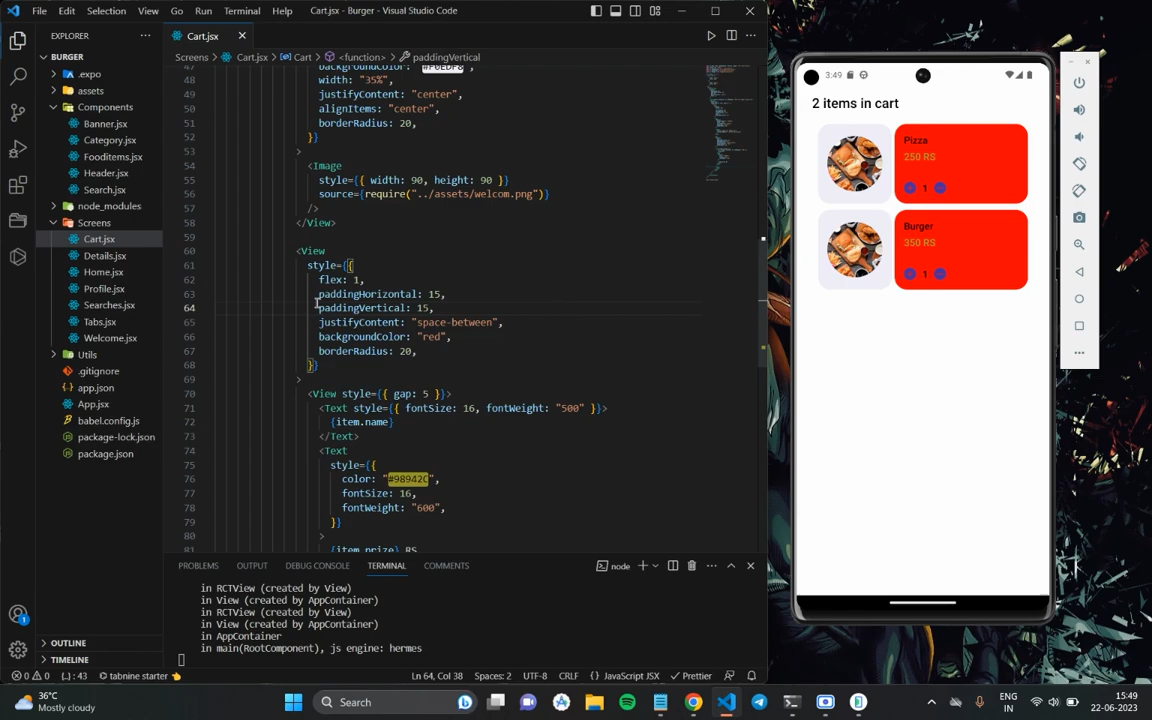 File Edit Selection View Go Run Terminal Help Cart.jsx - Burger - Visual Studio Code
EXPLORER ···
BURGER
.expo
assets
Components
Banner.jsx
Category.jsx
Fooditems.jsx
Header.jsx
Search.jsx
node_modules
Screens
Cart.jsx
Details.jsx
Home.jsx
Profile.jsx
Searches.jsx
Tabs.jsx
Welcome.jsx
Utils
.gitignore
app.json
App.jsx
babel.config.js
package-lock.json
package.json
OUTLINE
TIMELINE
Cart.jsx
Screens > Cart.jsx > Cart > <function> > paddingVertical
47 backgroundColor: "#F0EDF8",
48 width: "35%",
49 justifyContent: "center",
50 alignItems: "center",
51 borderRadius: 20,
52 }}
53 >
54 <Image
55 style={{ width: 90, height: 90 }}
56 source={require("../assets/welcom.png")}
57 />
58 </View>
59
60 <View
61 style={{
62 flex: 1,
63 paddingHorizontal: 15,
64 paddingVertical: 15,
65 justifyContent: "space-between",
66 backgroundColor: "red",
67 borderRadius: 20,
68 }}
69 >
70 <View style={{ gap: 5 }}>
71 <Text style={{ fontSize: 16, fontWeight: "500" }}>
72 {item.name}
73 </Text>
74 <Text
75 style={{
76 color: "#98942C",
77 fontSize: 16,
78 fontWeight: "600",
79 }}
80 >
81 {item.prize} RS
PROBLEMS OUTPUT DEBUG CONSOLE TERMINAL COMMENTS node
in RCTView (created by View)
in View (created by AppContainer)
in RCTView (created by View)
in View (created by AppContainer)
in AppContainer
in main(RootComponent), js engine: hermes
0 0 {..}: 43 tabnine starter Ln 64, Col 38 Spaces: 2 UTF-8 CRLF {} JavaScript JSX Prettier
3:49
2 items in cart
Pizza
250 RS
1
Burger
350 RS
1
36°C
Mostly cloudy
Search
ENG
IN
15:49
22-06-2023
1